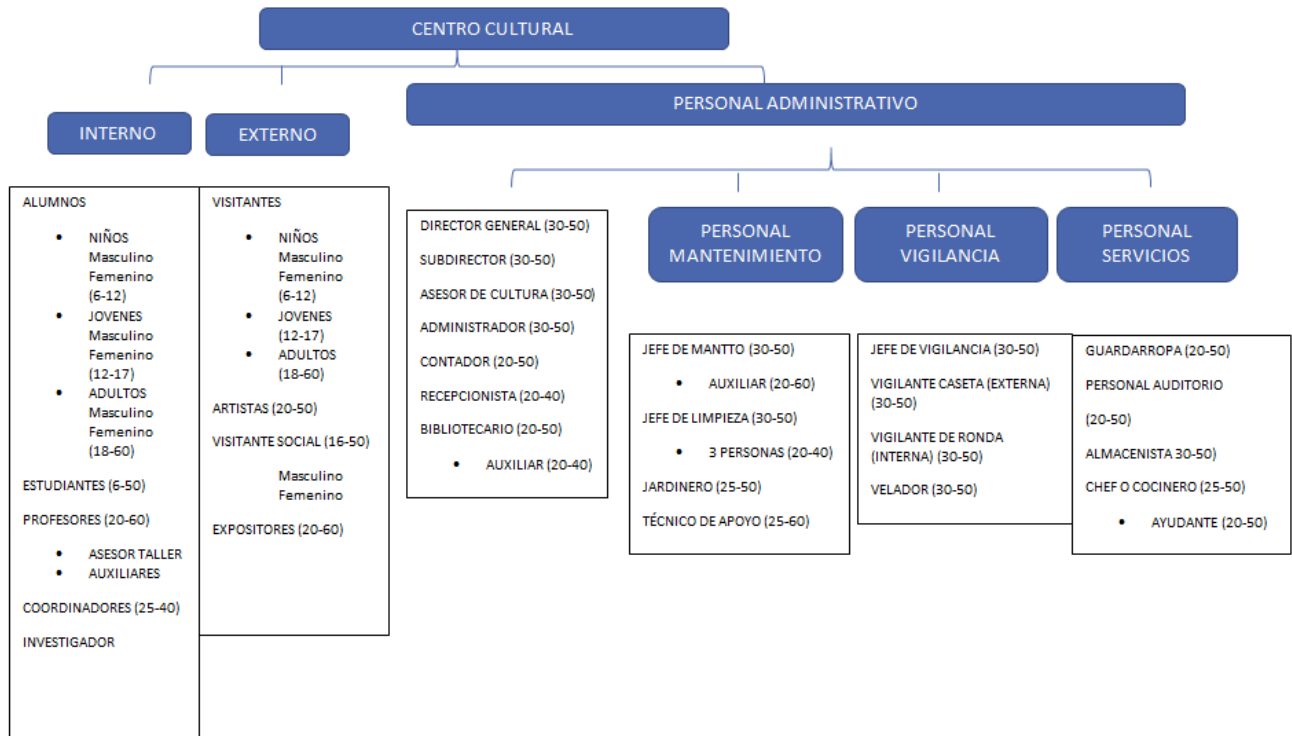 CENTRO CULTURAL
INTERNO
EXTERNO
PERSONAL ADMINISTRATIVO
ALUMNOS
• NIÑOS
Masculino
Femenino
(6-12)
• JOVENES
Masculino
Femenino
(12-17)
• ADULTOS
Masculino
Femenino
(18-60)
ESTUDIANTES (6-50)
PROFESORES (20-60)
• ASESOR TALLER
• AUXILIARES
COORDINADORES (25-40)
INVESTIGADOR
VISITANTES
• NIÑOS
Masculino
Femenino
(6-12)
• JOVENES
(12-17)
• ADULTOS
(18-60)
ARTISTAS (20-50)
VISITANTE SOCIAL (16-50)
Masculino
Femenino
EXPOSITORES (20-60)
DIRECTOR GENERAL (30-50)
SUBDIRECTOR (30-50)
ASESOR DE CULTURA (30-50)
ADMINISTRADOR (30-50)
CONTADOR (20-50)
RECEPCIONISTA (20-40)
BIBLIOTECARIO (20-50)
• AUXILIAR (20-40)
PERSONAL
MANTENIMIENTO
JEFE DE MANTTO (30-50)
• AUXILIAR (20-60)
JEFE DE LIMPIEZA (30-50)
• 3 PERSONAS (20-40)
JARDINERO (25-50)
TÉCNICO DE APOYO (25-60)
PERSONAL
VIGILANCIA
JEFE DE VIGILANCIA (30-50)
VIGILANTE CASETA (EXTERNA)
(30-50)
VIGILANTE DE RONDA
(INTERNA) (30-50)
VELADOR (30-50)
PERSONAL
SERVICIOS
GUARDARROPA (20-50)
PERSONAL AUDITORIO
(20-50)
ALMACENISTA 30-50)
CHEF O COCINERO (25-50)
• AYUDANTE (20-50)